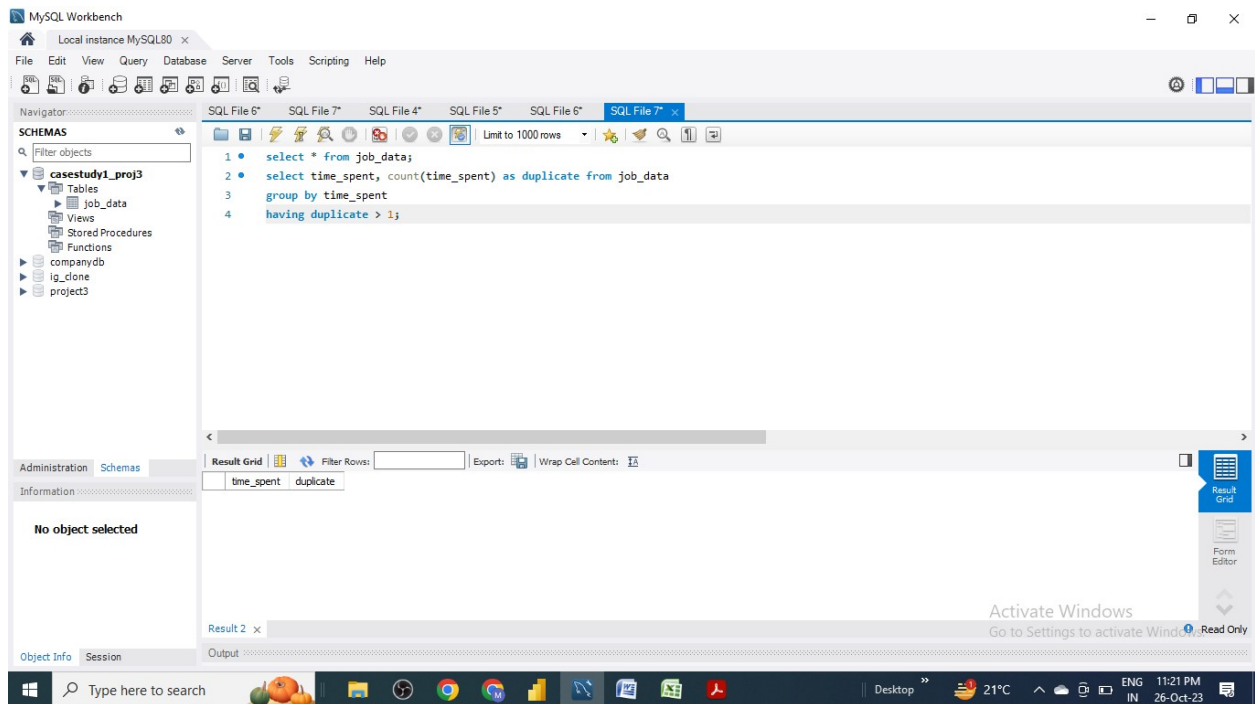 MySQL Workbench
Local instance MySQL80
File Edit View Query Database Server Tools Scripting Help
Navigator
SCHEMAS
Filter objects
casestudy1_proj3
Tables
job_data
Views
Stored Procedures
Functions
companydb
ig_clone
project3
Administration Schemas
Information
No object selected
Object Info Session
SQL File 6* SQL File 7* SQL File 4* SQL File 5* SQL File 6* SQL File 7*
Limit to 1000 rows
1 select * from job_data;
2 select time_spent, count(time_spent) as duplicate from job_data
3 group by time_spent
4 having duplicate > 1;
Result Grid Filter Rows: Export: Wrap Cell Content:
time_spent duplicate
Result Grid
Form Editor
Activate Windows
Go to Settings to activate Windows.
Result 2 Read Only
Output
Type here to search
Desktop 21°C ENG 11:21 PM
IN 26-Oct-23